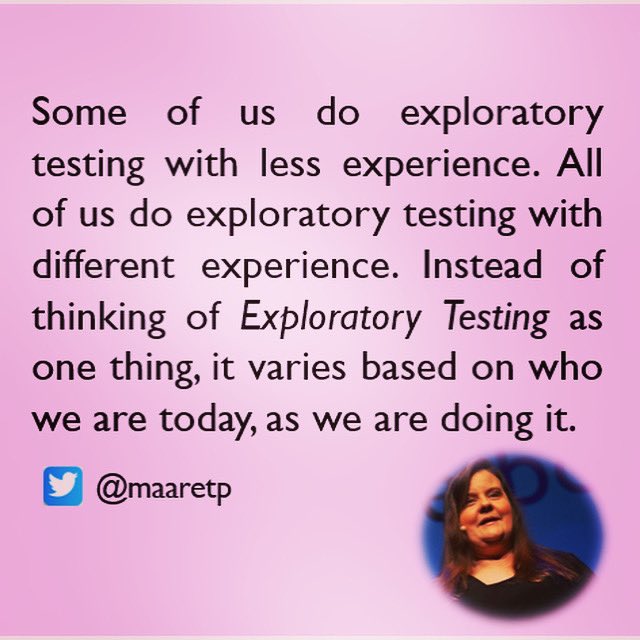 Some of us do exploratory
testing with less experience. All
of us do exploratory testing with
different experience. Instead of
thinking of Exploratory Testing as
one thing, it varies based on who
we are today, as we are doing it.
@maaretp